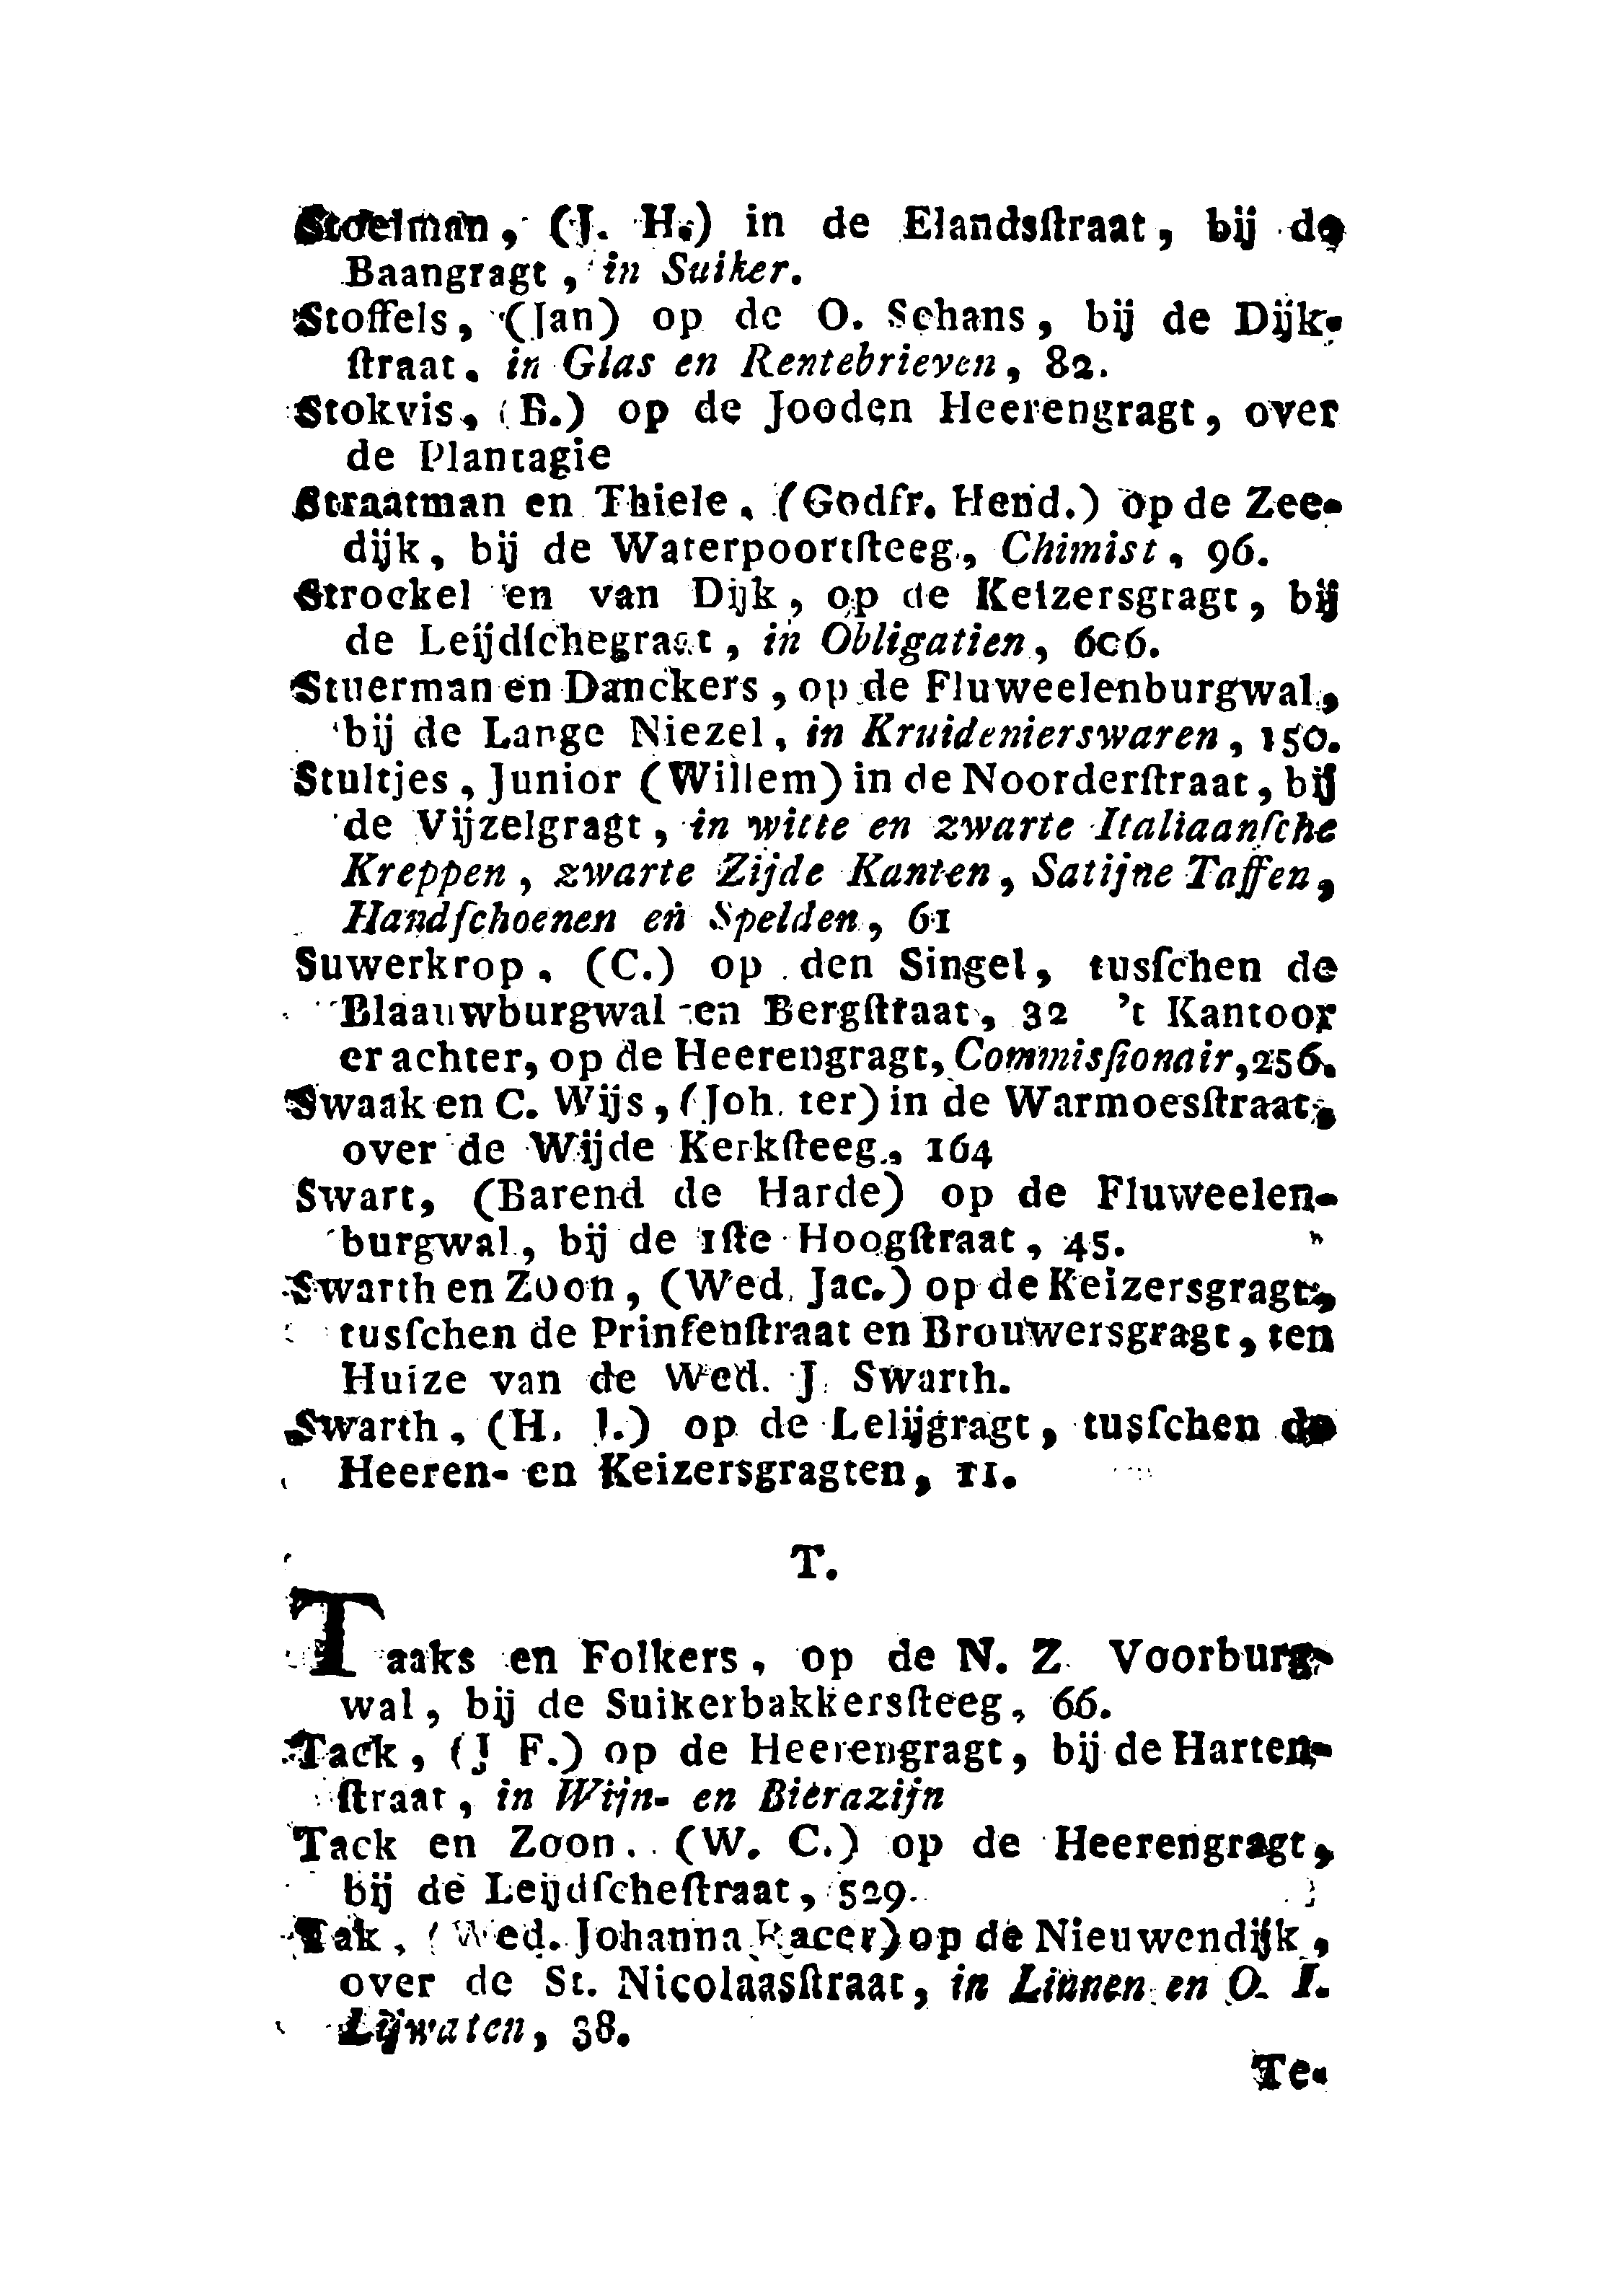 Stoelman, (J. H.) in de Elandsſtraat, bij de
Baangragt, in Suiker.
Stoffels, (Jan) op de O. Schans, bij de Dijk-
ſtraat. in Glas en Rentebrieven, 82.
Stokvis, (B.) op de Jooden Heerengragt, over
de Plantagie
Straatman en Thiele, (Godfr. Hend.) op de Zee-
dijk, bij de Waterpoortſteeg, Chimist, 96.
Strockel en van Dijk, op de Keizersgragt, bij
de Leijdſchegragt, in Obligatien, 606.
Stuerman en Danckers, op de Fluweelenburgwal,
bij de Lange Niezel, in Kruidenierswaren, 150.
Stultjes, Junior (Willem) in de Noorderſtraat, bij
de Vijzelgragt, in witte en zwarte Italiaanſche
Kreppen, zwarte Zijde Kanten, Satijne Taffen,
Handſchoenen en Spelden, 61
Suwerkrop, (C.) op den Singel, tusſchen de
Blaauwburgwal en Bergſtraat, 32 't Kantoor
er achter, op de Heerengragt, Commisſionair, 256.
Swaak en C. Wijs, (Joh. ter) in de Warmoesſtraat,
over de Wijde Kerkſteeg, 164
Swart, (Barend de Harde) op de Fluweelen-
burgwal, bij de 1ſte Hoogſtraat, 45.
Swarth en Zoon, (Wed. Jac.) op de Keizersgragt,
tusſchen de Prinſenſtraat en Brouwersgragt, ten
Huize van de Wed. J. Swarth.
Swarth, (H. J.) op de Lelijgragt, tusſchen de
Heeren- en Keizersgragten, 11.
T.
Taaks en Folkers, op de N. Z. Voorburg-
wal, bij de Suikerbakkersſteeg, 66.
Tack, (J F.) op de Heerengragt, bij de Harten-
ſtraat, in Wijn- en Bierazijn
Tack en Zoon. (W. C.) op de Heerengragt,
bij de Leijdſcheſtraat, 529.
Tak, (Wed. Johanna Racer) op de Nieuwendijk,
over de St. Nicolaasſtraat, in Linnen en O. I.
Lijwaten, 38.
Te-